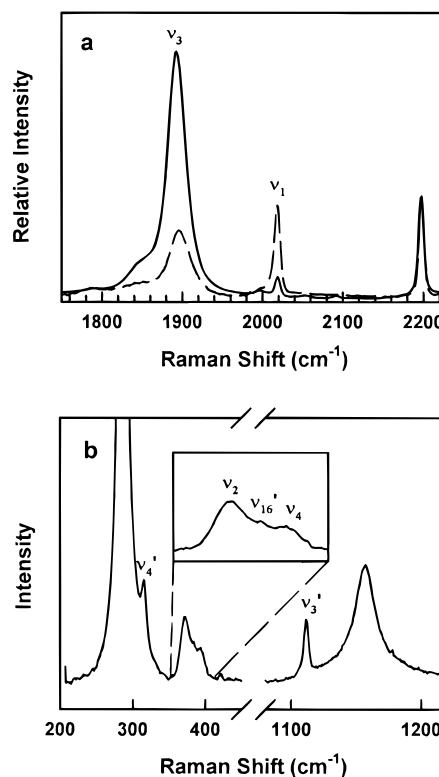 a
ν3
ν1
Relative Intensity
1800 1900 2000 2100 2200
Raman Shift (cm-1)
b
ν2
ν16'
ν4
ν4'
ν3'
Intensity
200 300 400 1100 1200
Raman Shift (cm-1)